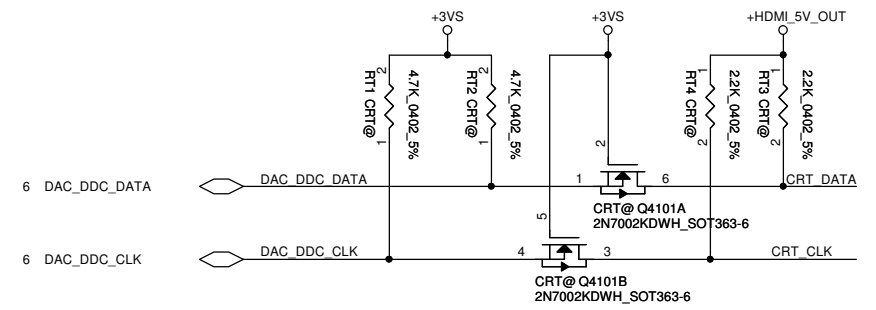 +3VS
+3VS
+HDMI_5V_OUT
2
RT1 CRT@
4.7K_0402_5%
1
2
RT2 CRT@
4.7K_0402_5%
1
1
RT4 CRT@
2.2K_0402_5%
2
1
RT3 CRT@
2.2K_0402_5%
2
2
6 DAC_DDC_DATA
DAC_DDC_DATA
1
6
CRT_DATA
CRT@ Q4101A
2N7002KDWH_SOT363-6
5
6 DAC_DDC_CLK
DAC_DDC_CLK
4
3
CRT_CLK
CRT@ Q4101B
2N7002KDWH_SOT363-6